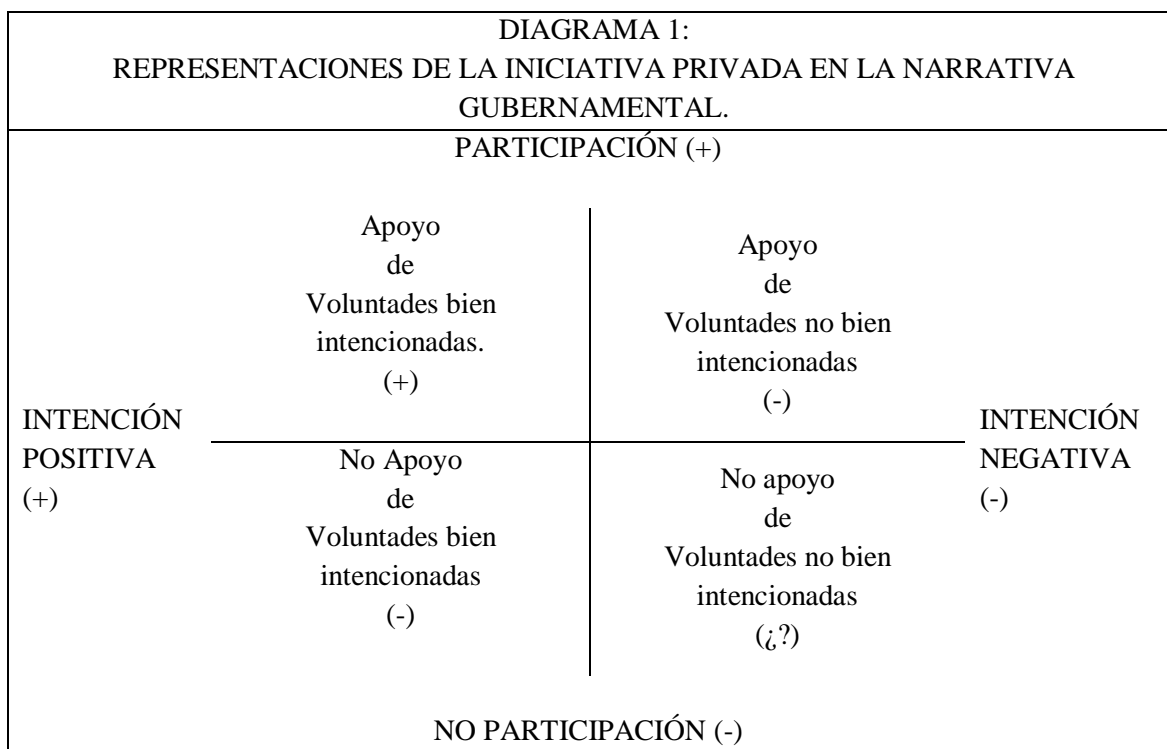 DIAGRAMA 1:
REPRESENTACIONES DE LA INICIATIVA PRIVADA EN LA NARRATIVA
GUBERNAMENTAL.
PARTICIPACIÓN (+)
Apoyo
de
Voluntades bien
intencionadas.
(+)
Apoyo
de
Voluntades no bien
intencionadas
(-)
INTENCIÓN
POSITIVA
(+)
INTENCIÓN
NEGATIVA
(-)
No Apoyo
de
Voluntades bien
intencionadas
(-)
No apoyo
de
Voluntades no bien
intencionadas
(¿?)
NO PARTICIPACIÓN (-)